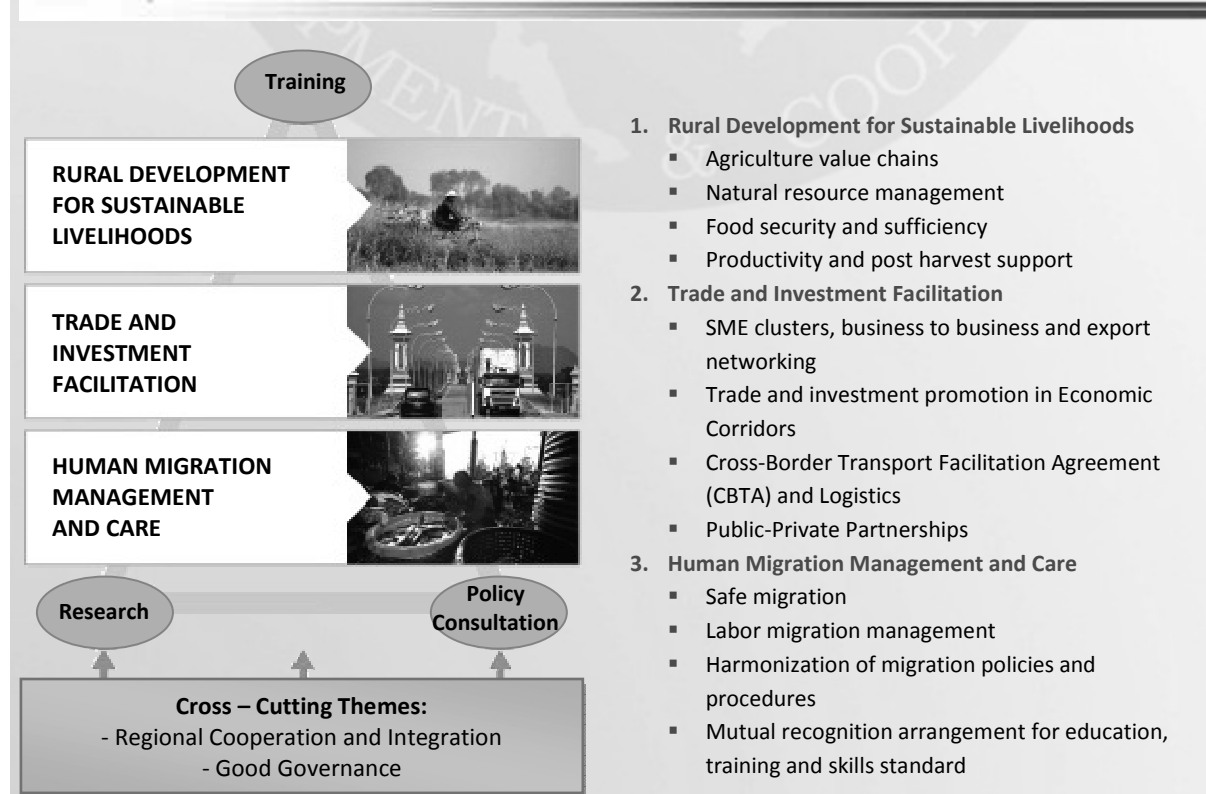 Training
RURAL DEVELOPMENT
FOR SUSTAINABLE
LIVELIHOODS
TRADE AND
INVESTMENT
FACILITATION
HUMAN MIGRATION
MANAGEMENT
AND CARE
Research
Policy
Consultation
Cross – Cutting Themes:
- Regional Cooperation and Integration
- Good Governance
1. Rural Development for Sustainable Livelihoods
▪ Agriculture value chains
▪ Natural resource management
▪ Food security and sufficiency
▪ Productivity and post harvest support
2. Trade and Investment Facilitation
▪ SME clusters, business to business and export
networking
▪ Trade and investment promotion in Economic
Corridors
▪ Cross-Border Transport Facilitation Agreement
(CBTA) and Logistics
▪ Public-Private Partnerships
3. Human Migration Management and Care
▪ Safe migration
▪ Labor migration management
▪ Harmonization of migration policies and
procedures
▪ Mutual recognition arrangement for education,
training and skills standard